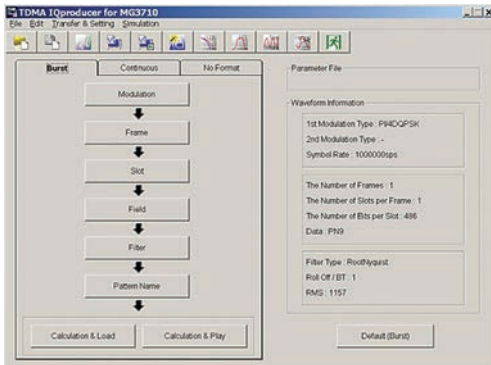 TDMA IQproducer for MG3710
File Edit Transfer & Setting Simulation
Burst Continuous No Format
Modulation
Frame
Slot
Field
Filter
Pattern Name
Calculation & Load Calculation & Play
Parameter File
Waveform Information
1st Modulation Type : PI/4DQPSK
2nd Modulation Type : -
Symbol Rate : 1000000sps
The Number of Frames : 1
The Number of Slots per Frame : 1
The Number of Bits per Slot : 486
Data : PN9
Filter Type : RootNyquist
Roll Off / BT : 1
RMS : 1157
Default (Burst)